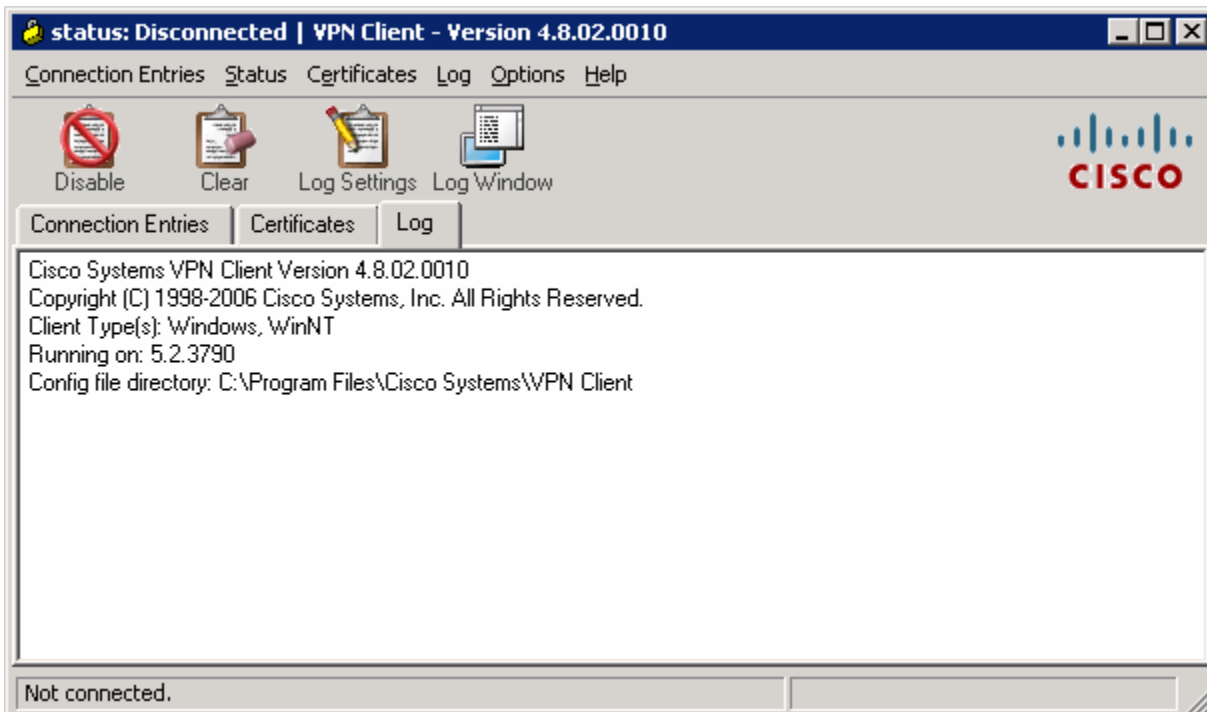 status: Disconnected | VPN Client - Version 4.8.02.0010
Connection Entries Status Certificates Log Options Help
Disable Clear Log Settings Log Window
CISCO
Connection Entries Certificates Log
Cisco Systems VPN Client Version 4.8.02.0010
Copyright (C) 1998-2006 Cisco Systems, Inc. All Rights Reserved.
Client Type(s): Windows, WinNT
Running on: 5.2.3790
Config file directory: C:\Program Files\Cisco Systems\VPN Client
Not connected.